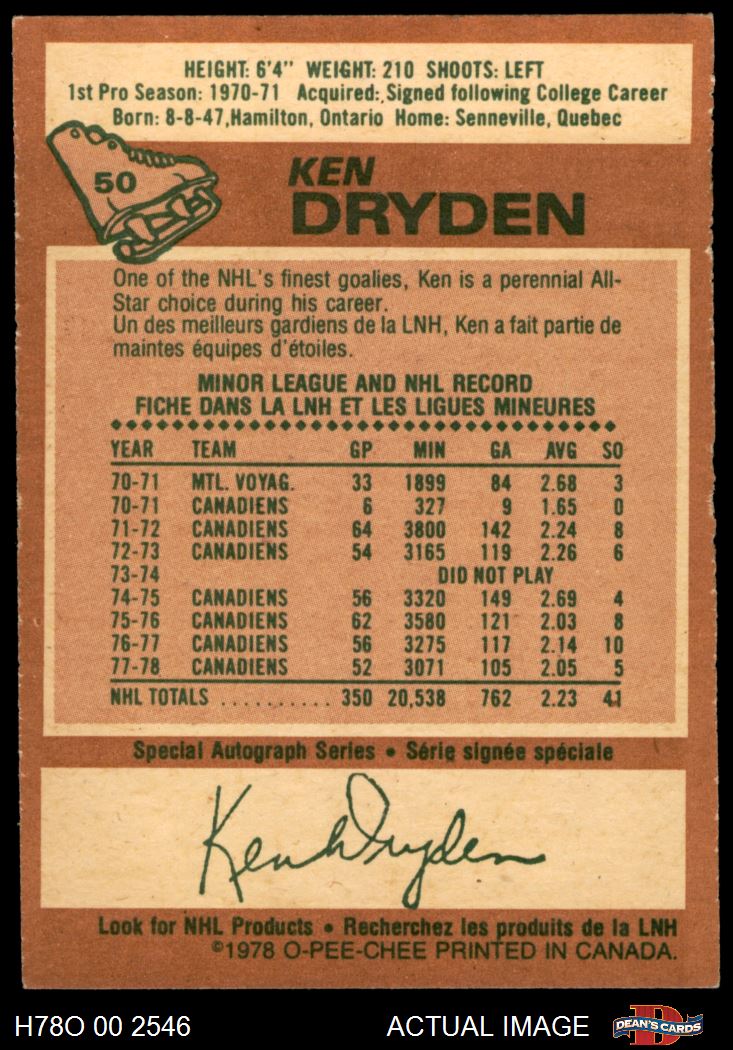 HEIGHT: 6'4" WEIGHT: 210 SHOOTS: LEFT
1st Pro Season: 1970-71 Acquired: Signed following College Career
Born: 8-8-47, Hamilton, Ontario Home: Senneville, Quebec
50
KEN
DRYDEN
One of the NHL's finest goalies, Ken is a perennial All-
Star choice during his career.
Un des meilleurs gardiens de la LNH, Ken a fait partie de
maintes équipes d'étoiles.
MINOR LEAGUE AND NHL RECORD
FICHE DANS LA LNH ET LES LIGUES MINEURES
YEAR TEAM GP MIN GA AVG SO
70-71 MTL. VOYAG. 33 1899 84 2.68 3
70-71 CANADIENS 6 327 9 1.65 0
71-72 CANADIENS 64 3800 142 2.24 8
72-73 CANADIENS 54 3165 119 2.26 6
73-74 DID NOT PLAY
74-75 CANADIENS 56 3320 149 2.69 4
75-76 CANADIENS 62 3580 121 2.03 8
76-77 CANADIENS 56 3275 117 2.14 10
77-78 CANADIENS 52 3071 105 2.05 5
NHL TOTALS .......... 350 20,538 762 2.23 41
Special Autograph Series • Série signée spéciale
Ken Dryden
Look for NHL Products • Recherchez les produits de la LNH
©1978 O-PEE-CHEE PRINTED IN CANADA.
H78O 00 2546 ACTUAL IMAGE D DEAN'S CARDS